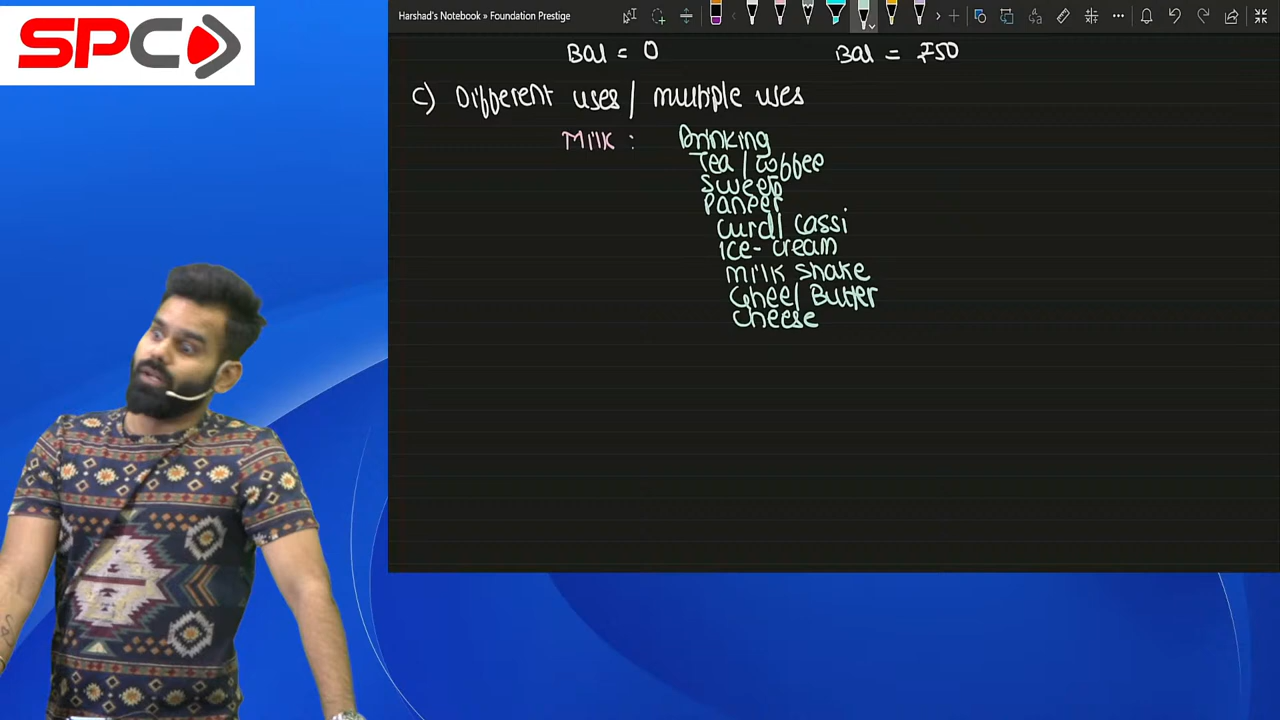 SPC
Harshad's Notebook » Foundation Prestige
Bal = 0 Bal = 750
c) Different uses / multiple uses
Milk : Drinking
Tea / Coffee
Sweets
Paneer
Curd / Lassi
Ice-cream
Milk Shake
Ghee / Butter
Cheese